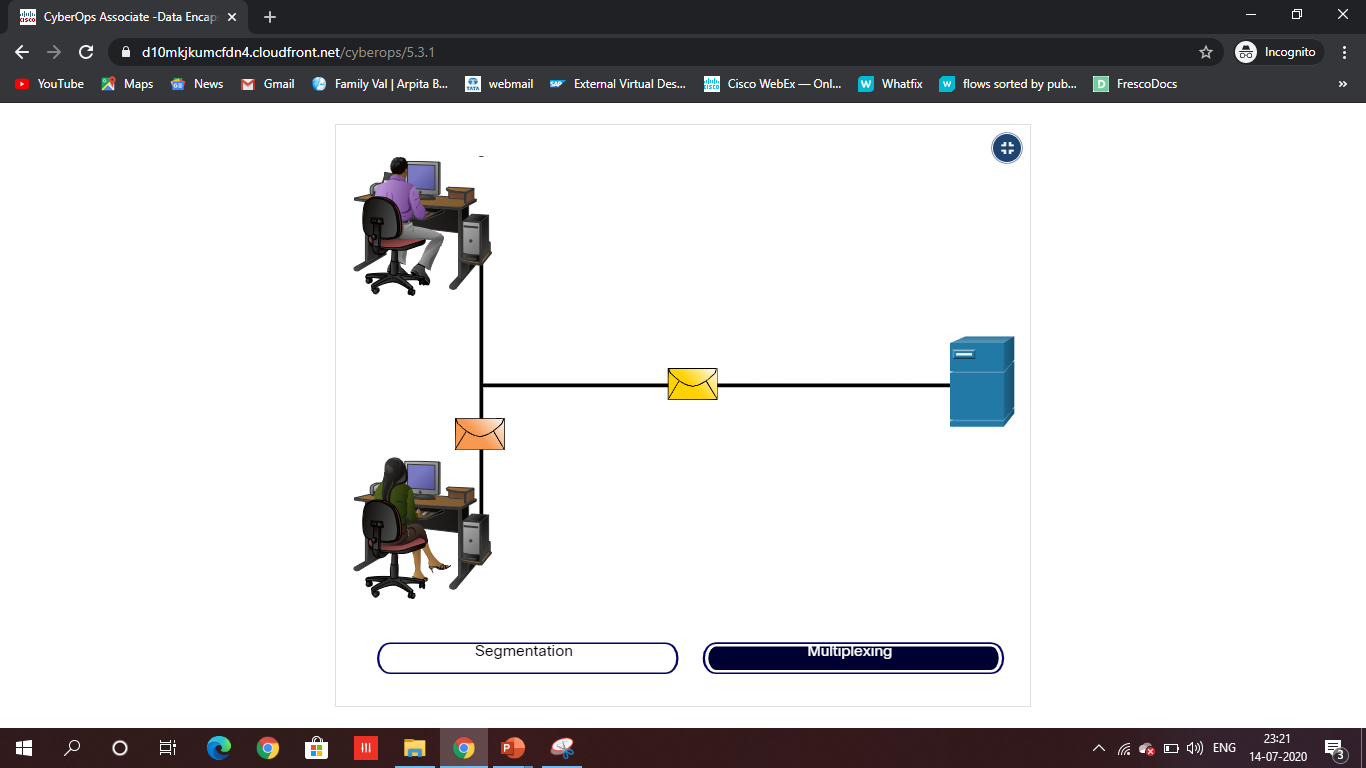 CyberOps Associate -Data Encap
d10mkjkumcfdn4.cloudfront.net/cyberops/5.3.1
Incognito
YouTube Maps News Gmail Family Val | Arpita B... webmail External Virtual Des... Cisco WebEx — Onl... Whatfix flows sorted by pub... FrescoDocs »
Segmentation Multiplexing
ENG
23:21
14-07-2020
3